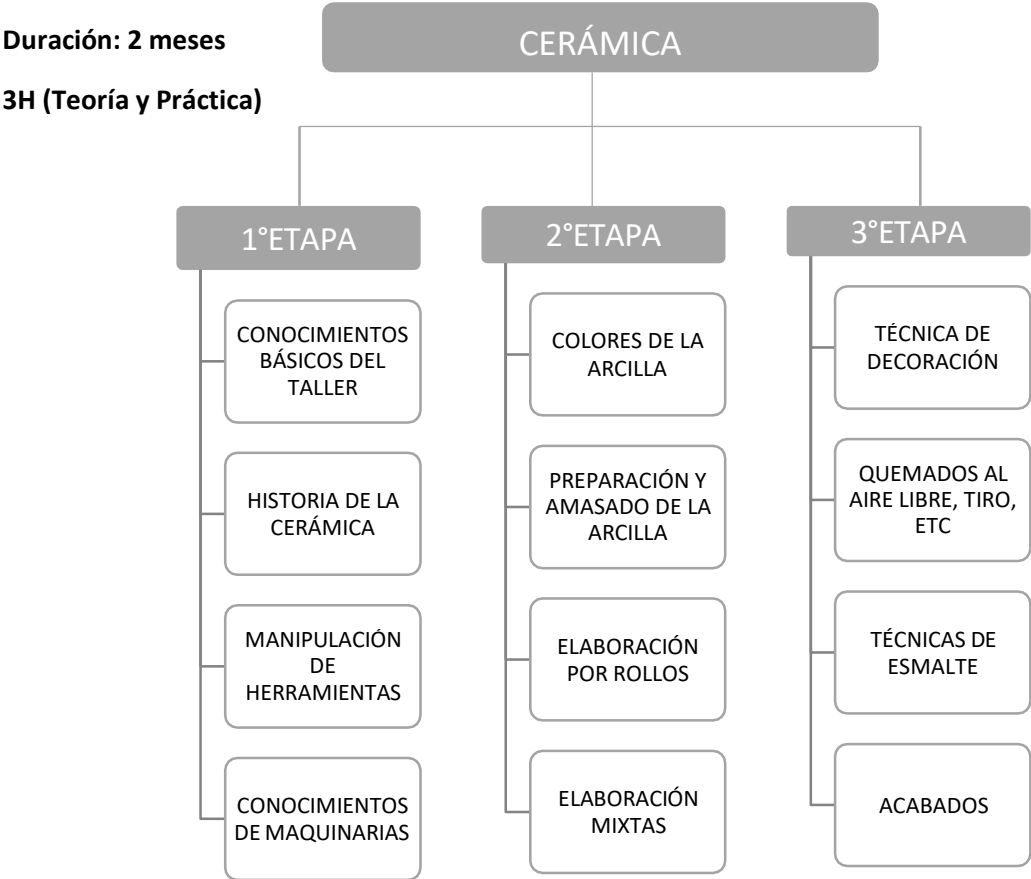 Duración: 2 meses
3H (Teoría y Práctica)
CERÁMICA
1°ETAPA
CONOCIMIENTOS
BÁSICOS DEL
TALLER
HISTORIA DE LA
CERÁMICA
MANIPULACIÓN
DE
HERRAMIENTAS
CONOCIMIENTOS
DE MAQUINARIAS
2°ETAPA
COLORES DE LA
ARCILLA
PREPARACIÓN Y
AMASADO DE LA
ARCILLA
ELABORACIÓN
POR ROLLOS
ELABORACIÓN
MIXTAS
3°ETAPA
TÉCNICA DE
DECORACIÓN
QUEMADOS AL
AIRE LIBRE, TIRO,
ETC
TÉCNICAS DE
ESMALTE
ACABADOS